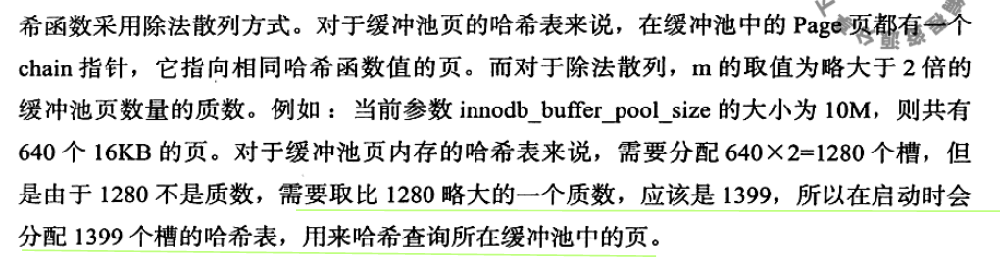 希函数采用除法散列方式。对于缓冲池页的哈希表来说，在缓冲池中的 Page 页都有一个
chain 指针，它指向相同哈希函数值的页。而对于除法散列，m 的取值为略大于 2 倍的
缓冲池页数量的质数。例如：当前参数 innodb_buffer_pool_size 的大小为 10M，则共有
640 个 16KB 的页。对于缓冲池页内存的哈希表来说，需要分配 640×2=1280 个槽，但
是由于 1280 不是质数，需要取比 1280 略大的一个质数，应该是 1399，所以在启动时会
分配 1399 个槽的哈希表，用来哈希查询所在缓冲池中的页。